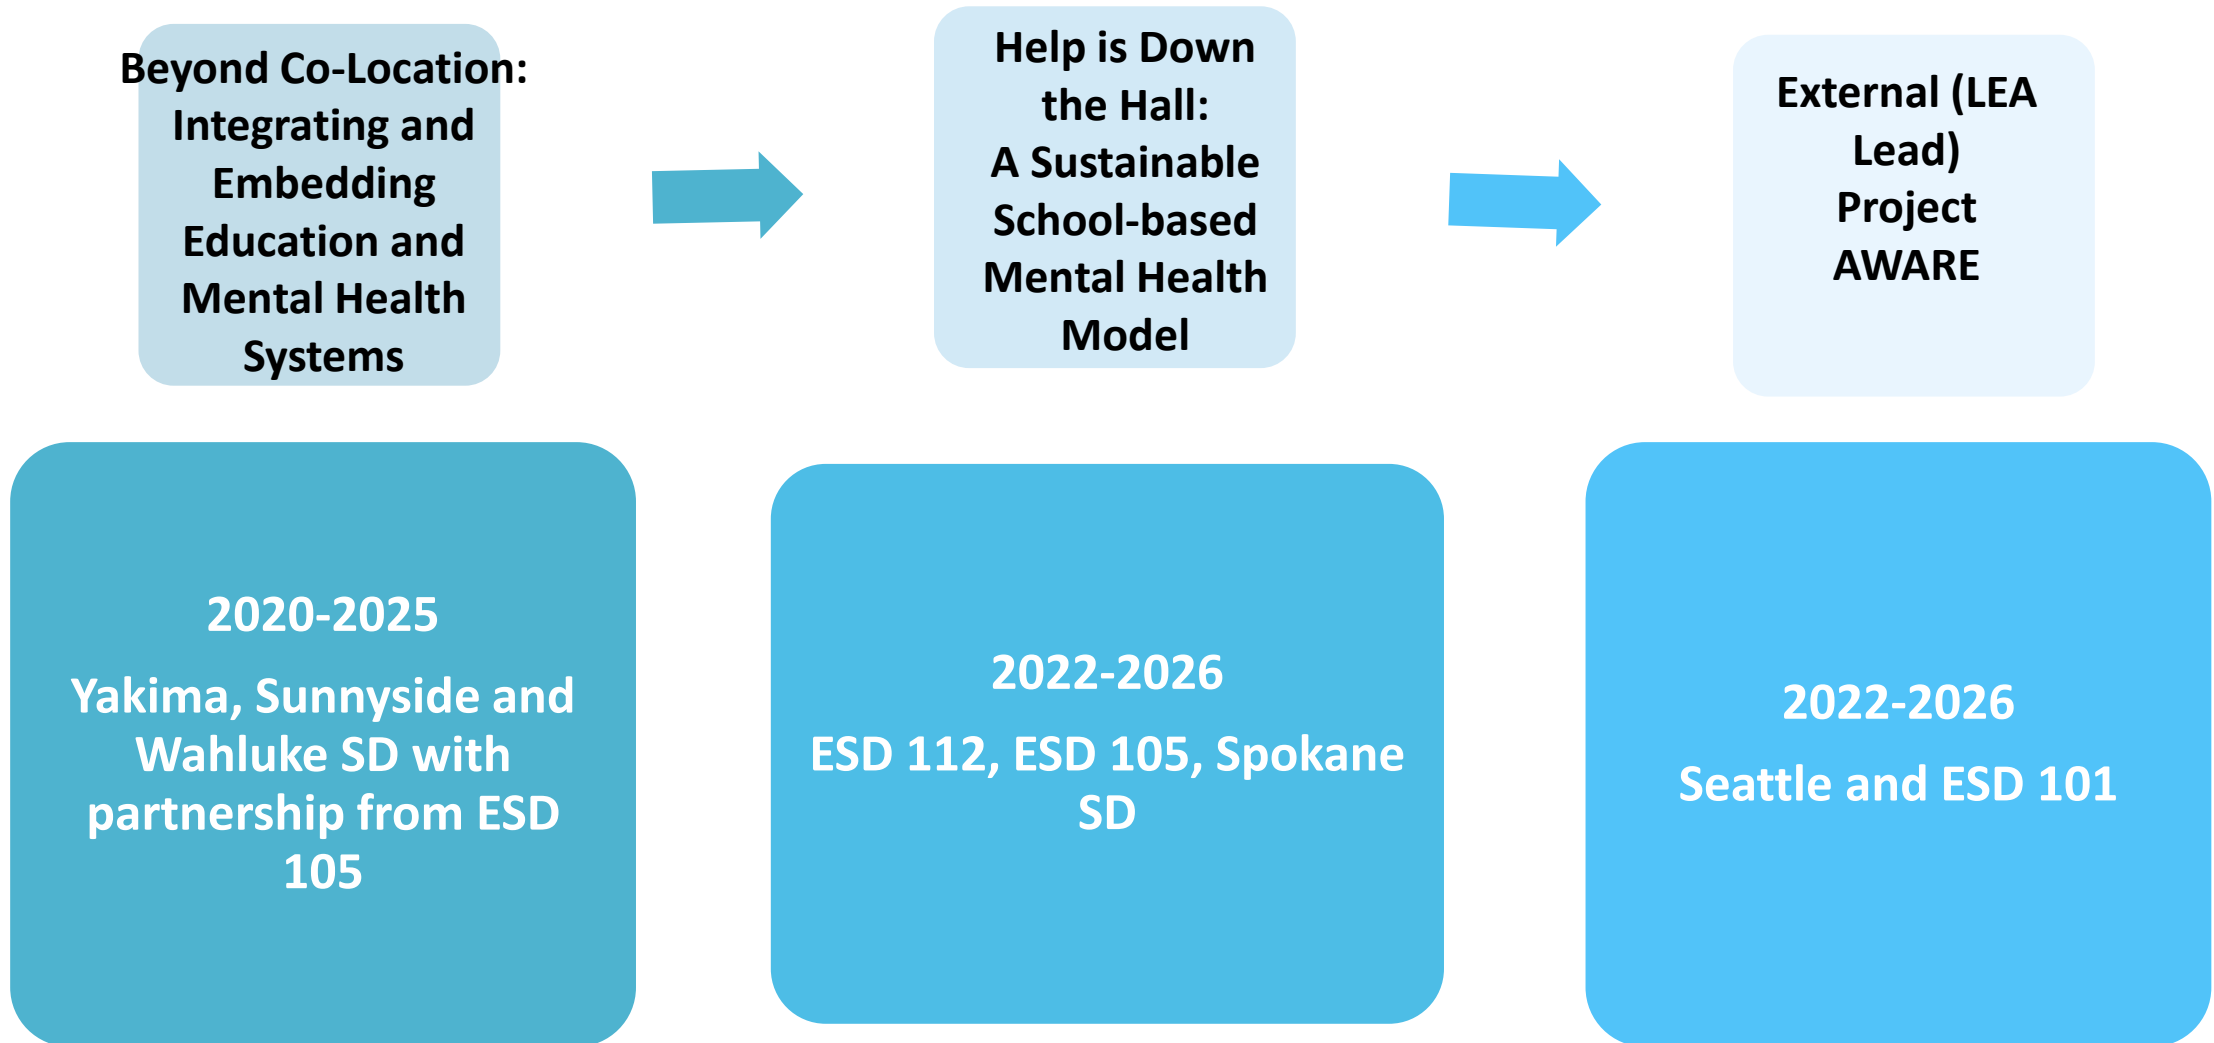 Beyond Co-Location:
Integrating and
Embedding
Education and
Mental Health
Systems
Help is Down
the Hall:
A Sustainable
School-based
Mental Health
Model
External (LEA
Lead)
Project
AWARE
2020-2025
Yakima, Sunnyside and
Wahluke SD with
partnership from ESD
105
2022-2026
ESD 112, ESD 105, Spokane
SD
2022-2026
Seattle and ESD 101